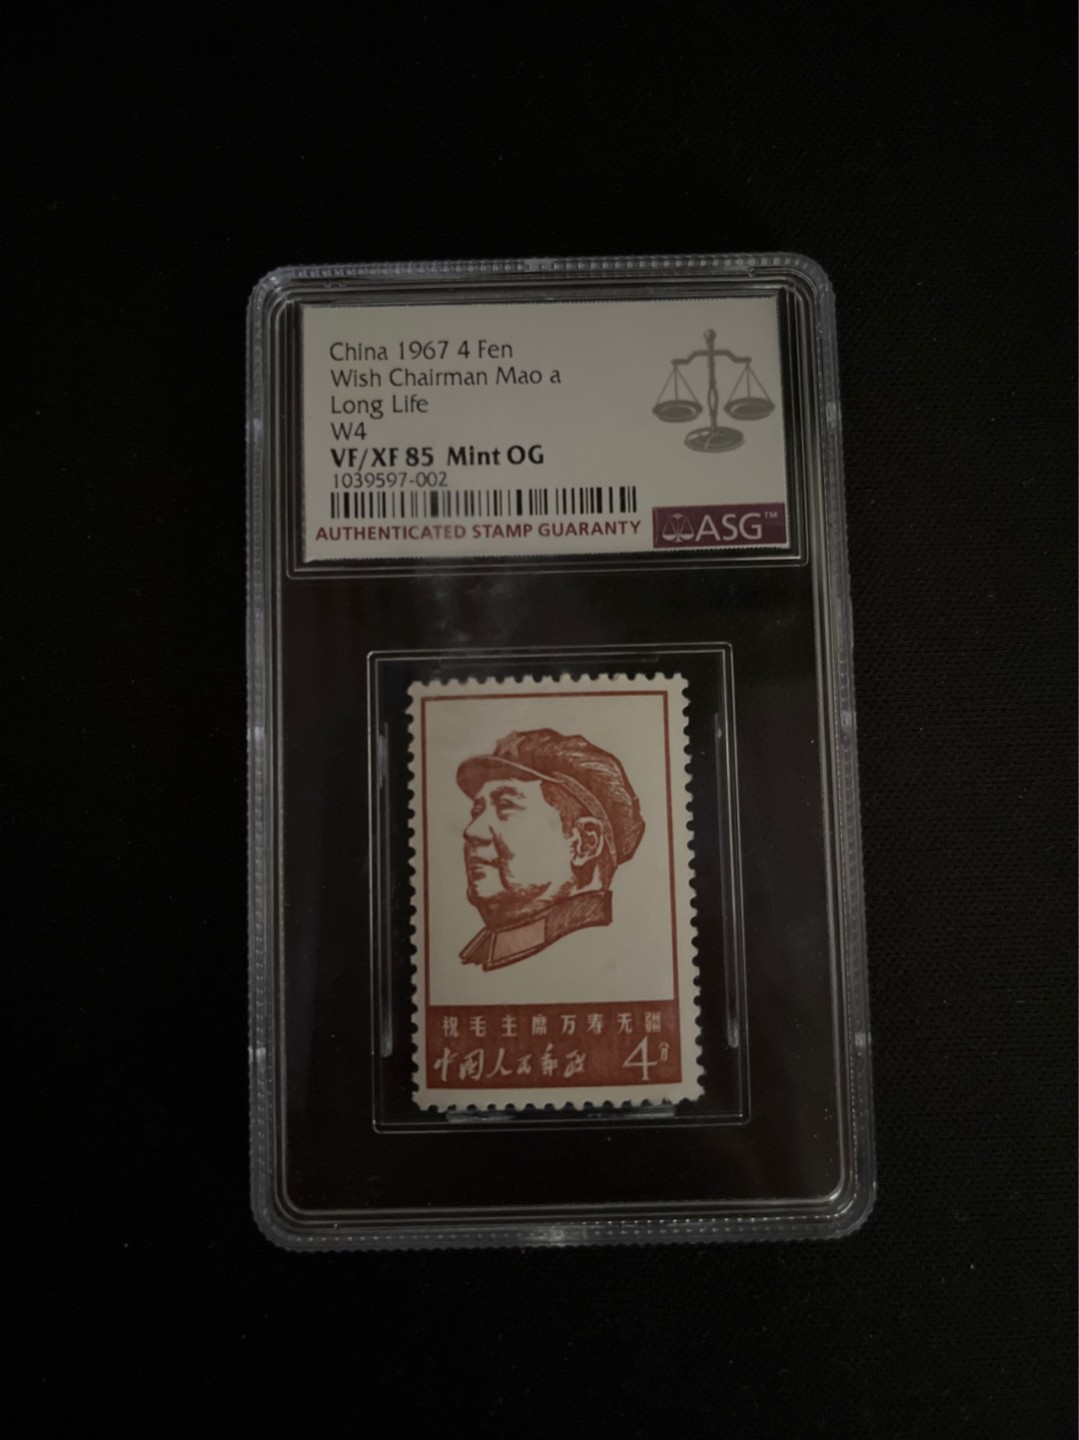 China 1967 4 Fen
Wish Chairman Mao a
Long Life
W4
VF/XF 85 Mint OG
1039597-002
AUTHENTICATED STAMP GUARANTY
ASG™
祝毛主席万寿无疆
中国人民邮政 4分